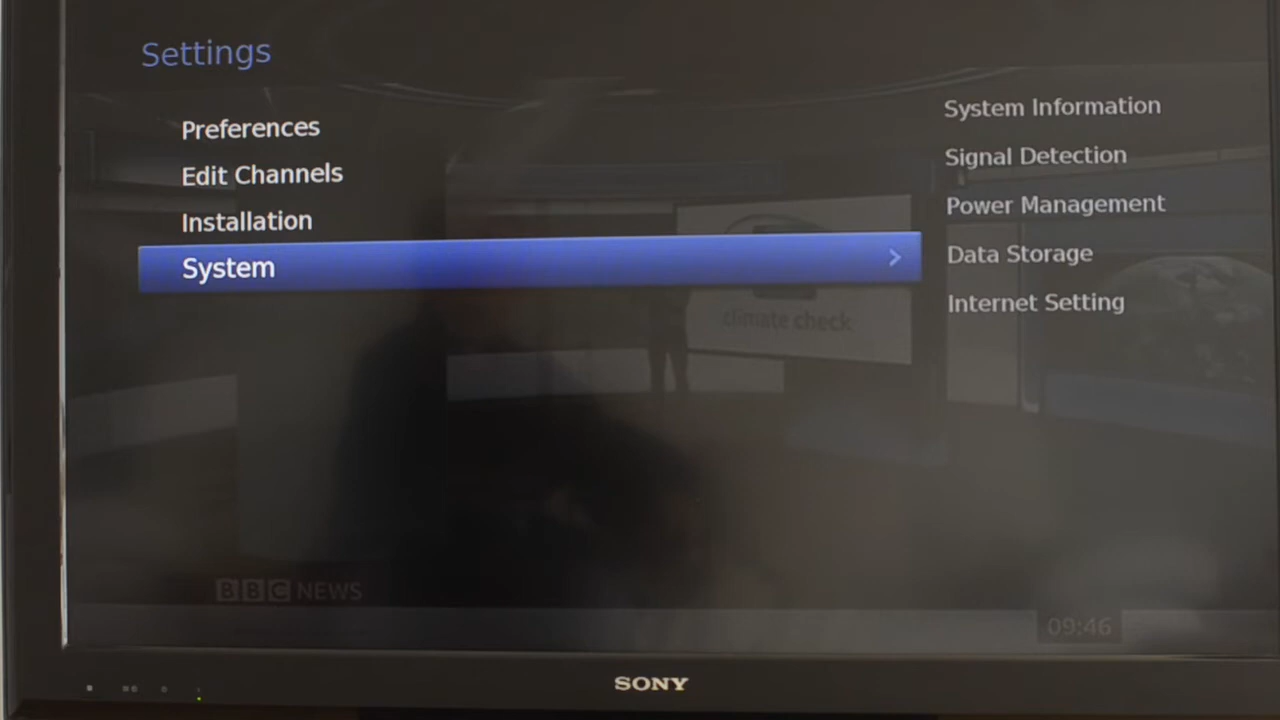 Settings
Preferences
Edit Channels
Installation
System
System Information
Signal Detection
Power Management
Data Storage
Internet Setting
climate check
BBC NEWS
09:46
SONY